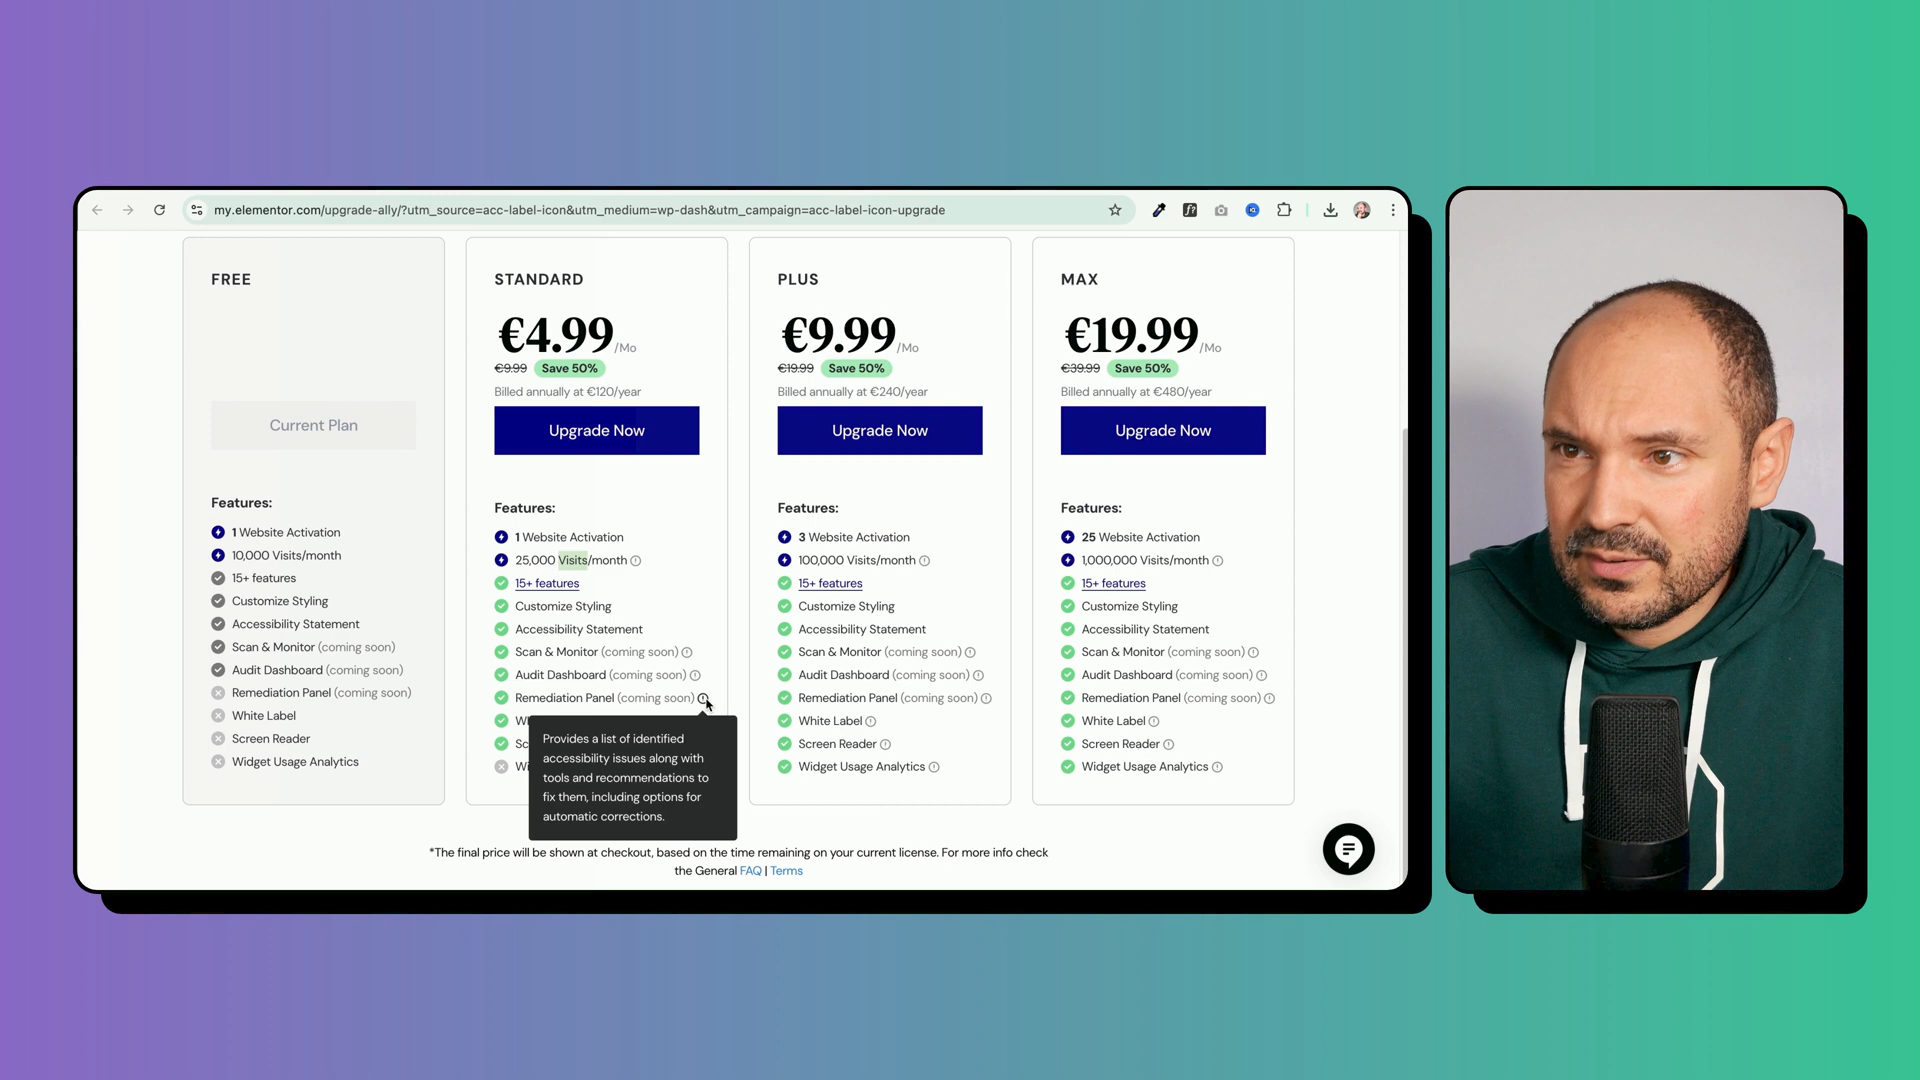 my.elementor.com/upgrade-ally/?utm_source=acc-label-icon&utm_medium=wp-dash&utm_campaign=acc-label-icon-upgrade
f?
FREE
Current Plan
Features:
1 Website Activation
10,000 Visits/month
15+ features
Customize Styling
Accessibility Statement
Scan & Monitor (coming soon)
Audit Dashboard (coming soon)
Remediation Panel (coming soon)
White Label
Screen Reader
Widget Usage Analytics
STANDARD
€4.99/Mo
€9.99 Save 50%
Billed annually at €120/year
Upgrade Now
Features:
1 Website Activation
25,000 Visits/month
15+ features
Customize Styling
Accessibility Statement
Scan & Monitor (coming soon)
Audit Dashboard (coming soon)
Remediation Panel (coming soon)
Wh
Sc
Wi
Provides a list of identified
accessibility issues along with
tools and recommendations to
fix them, including options for
automatic corrections.
PLUS
€9.99/Mo
€19.99 Save 50%
Billed annually at €240/year
Upgrade Now
Features:
3 Website Activation
100,000 Visits/month
15+ features
Customize Styling
Accessibility Statement
Scan & Monitor (coming soon)
Audit Dashboard (coming soon)
Remediation Panel (coming soon)
White Label
Screen Reader
Widget Usage Analytics
MAX
€19.99/Mo
€39.99 Save 50%
Billed annually at €480/year
Upgrade Now
Features:
25 Website Activation
1,000,000 Visits/month
15+ features
Customize Styling
Accessibility Statement
Scan & Monitor (coming soon)
Audit Dashboard (coming soon)
Remediation Panel (coming soon)
White Label
Screen Reader
Widget Usage Analytics
*The final price will be shown at checkout, based on the time remaining on your current license. For more info check
the General FAQ | Terms